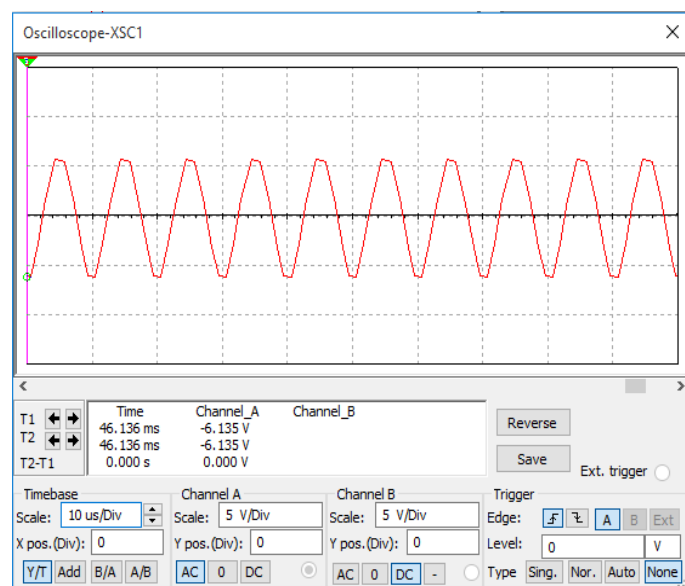 Oscilloscope-XSC1
T1
T2
T2-T1
Time Channel_A Channel_B
46.136 ms -6.135 V
46.136 ms -6.135 V
0.000 s 0.000 V
Reverse
Save
Ext. trigger
Timebase
Scale: 10 us/Div
X pos.(Div): 0
Y/T Add B/A A/B
Channel A
Scale: 5 V/Div
Y pos.(Div): 0
AC 0 DC
Channel B
Scale: 5 V/Div
Y pos.(Div): 0
AC 0 DC -
Trigger
Edge: A B Ext
Level: 0 V
Type Sing. Nor. Auto None